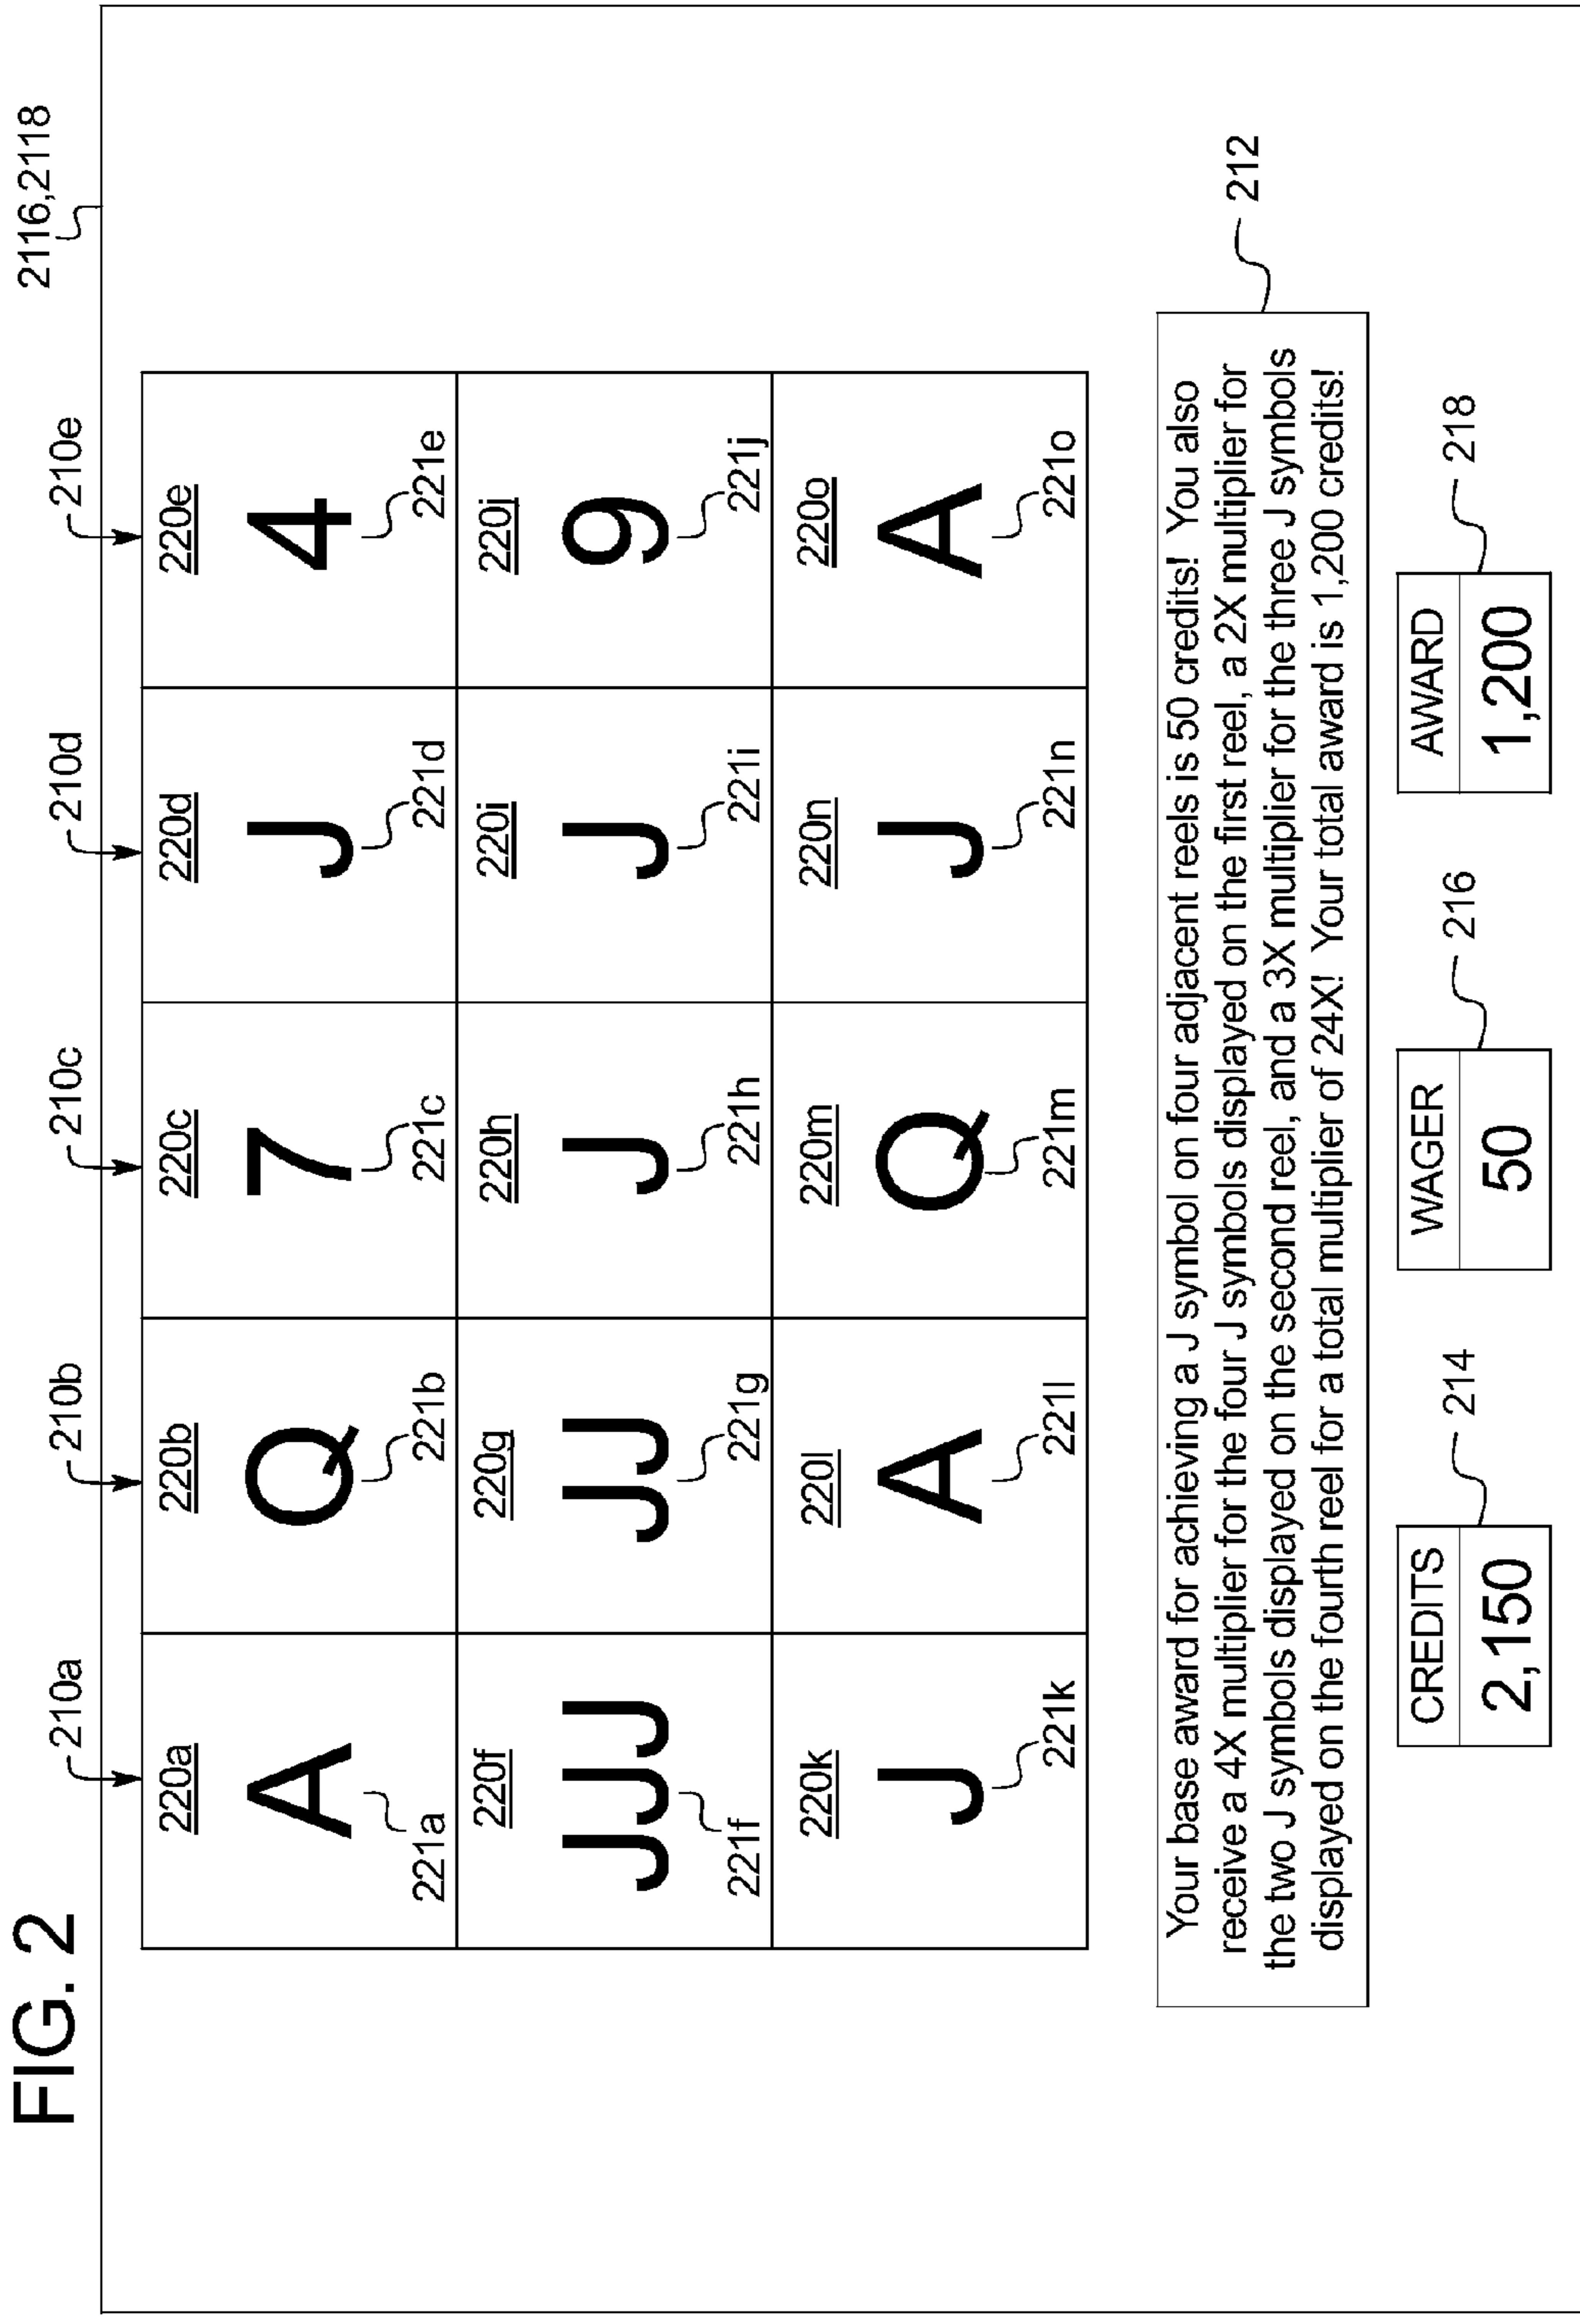 FIG. 2
2116,2118
210a 210b 210c 210d 210e
220a 220b 220c 220d 220e
A Q 7 J 4
221a 221b 221c 221d 221e
220f 220g 220h 220i 220j
JJJ JJ J J 9
221f 221g 221h 221i 221j
220k 220l 220m 220n 220o
J A Q J A
221k 221l 221m 221n 221o
Your base award for achieving a J symbol on four adjacent reels is 50 credits! You also
receive a 4X multiplier for the four J symbols displayed on the first reel, a 2X multiplier for
the two J symbols displayed on the second reel, and a 3X multiplier for the three J symbols
displayed on the fourth reel for a total multiplier of 24X! Your total award is 1,200 credits!
212
CREDITS WAGER AWARD
2,150 50 1,200
214 216 218